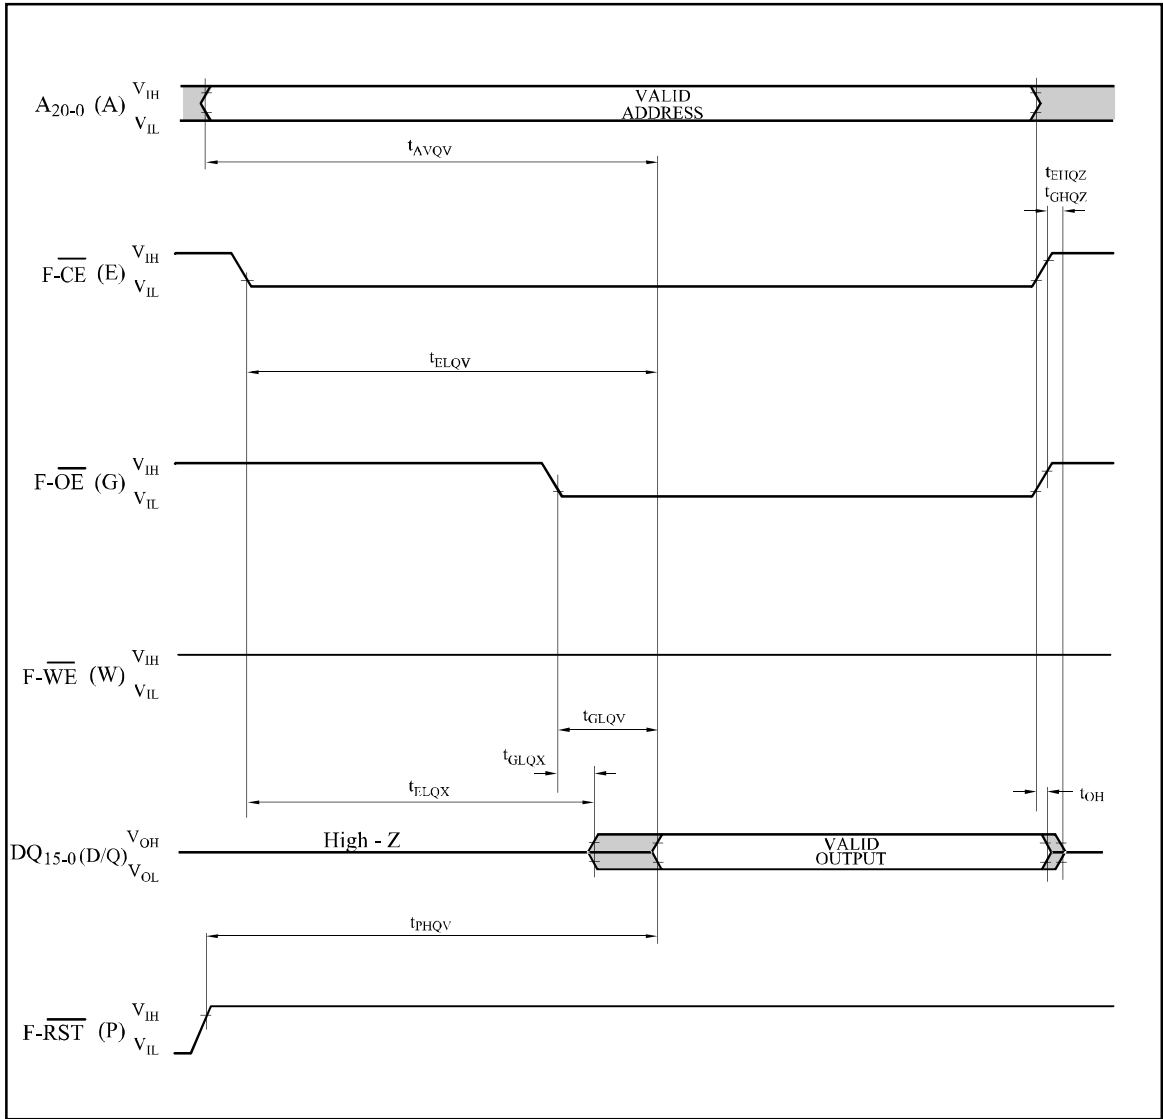 A20-0 (A) VIH
VIL
VALID
ADDRESS
tAVQV
tEHQZ
tGHQZ
F-CE (E) VIH
VIL
tELQV
F-OE (G) VIH
VIL
F-WE (W) VIH
VIL
tGLQV
tGLQX
tELQX
tOH
DQ15-0 (D/Q) VOH
VOL
High - Z
VALID
OUTPUT
tPHQV
F-RST (P) VIH
VIL